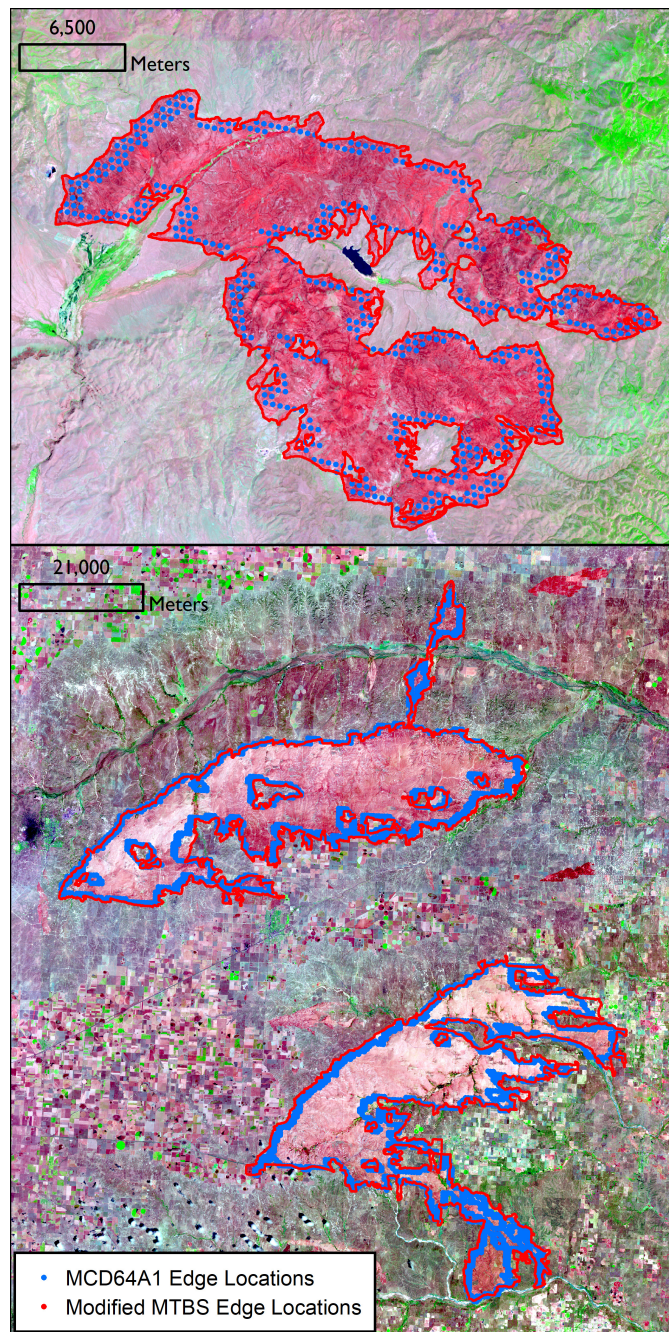 6,500
Meters
21,000
Meters
MCD64A1 Edge Locations
Modified MTBS Edge Locations